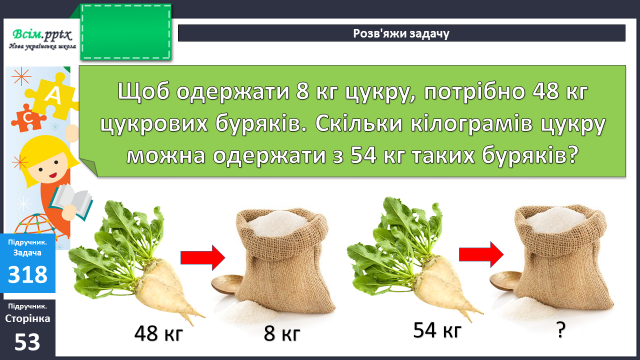 Всім.pptx
Нова українська школа
Розв'яжи задачу
Щоб одержати 8 кг цукру, потрібно 48 кг
цукрових буряків. Скільки кілограмів цукру
можна одержати з 54 кг таких буряків?
А
С
Підручник.
Задача
318
Підручник.
Сторінка
53
48 кг
8 кг
54 кг
?